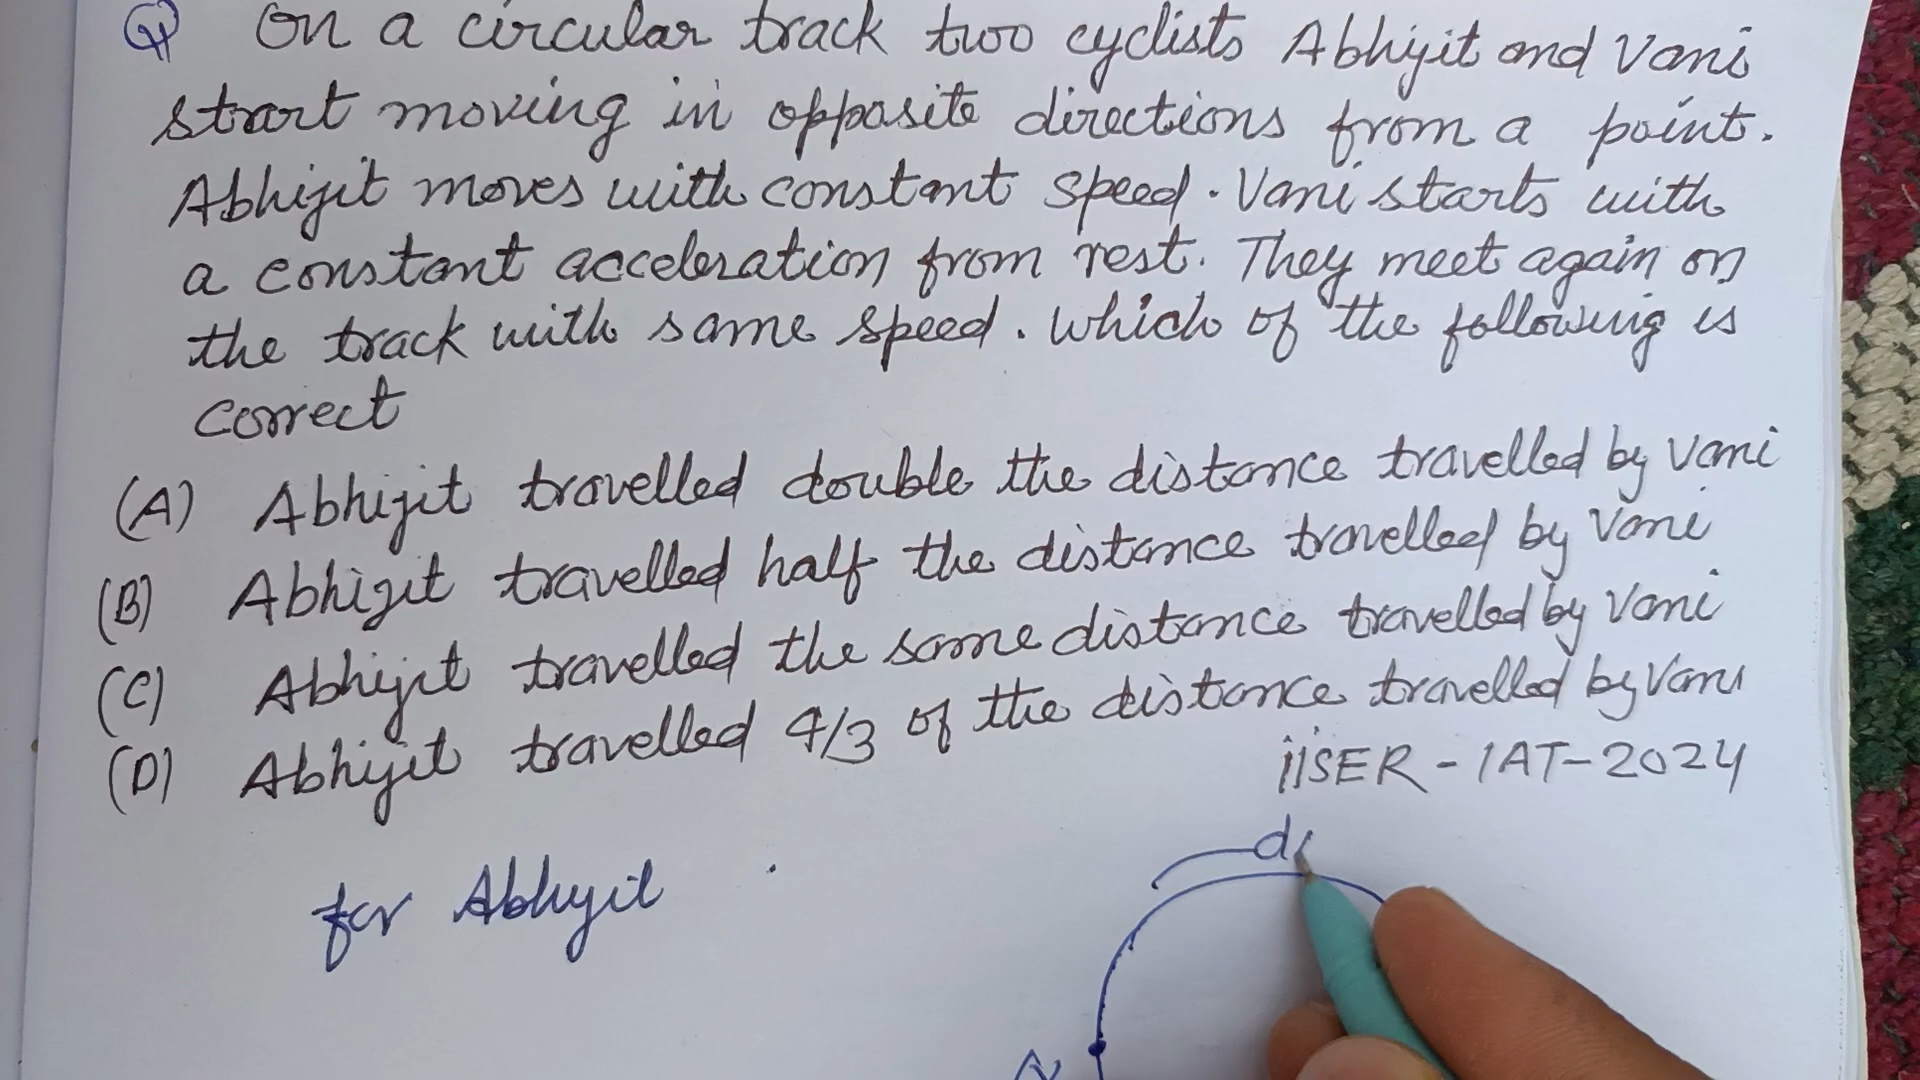 Q On a circular track two cyclists Abhijit and Vani
start moving in opposite directions from a point.
Abhijit moves with constant speed. Vani starts with
a constant acceleration from rest. They meet again on
the track with same speed. Which of the following is
correct
(A) Abhijit travelled double the distance travelled by Vani
(B) Abhijit travelled half the distance travelled by Vani
(C) Abhijit travelled the same distance travelled by Vani
(D) Abhijit travelled 4/3 of the distance travelled by Vani
IISER - IAT - 2024
for Abhijit